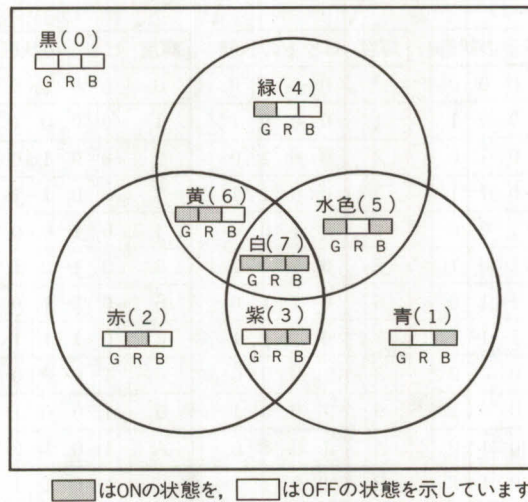 黒(0)
G R B
緑(4)
G R B
黄(6)
G R B
水色(5)
G R B
白(7)
G R B
赤(2)
G R B
紫(3)
G R B
青(1)
G R B
はONの状態を, はOFFの状態を示しています